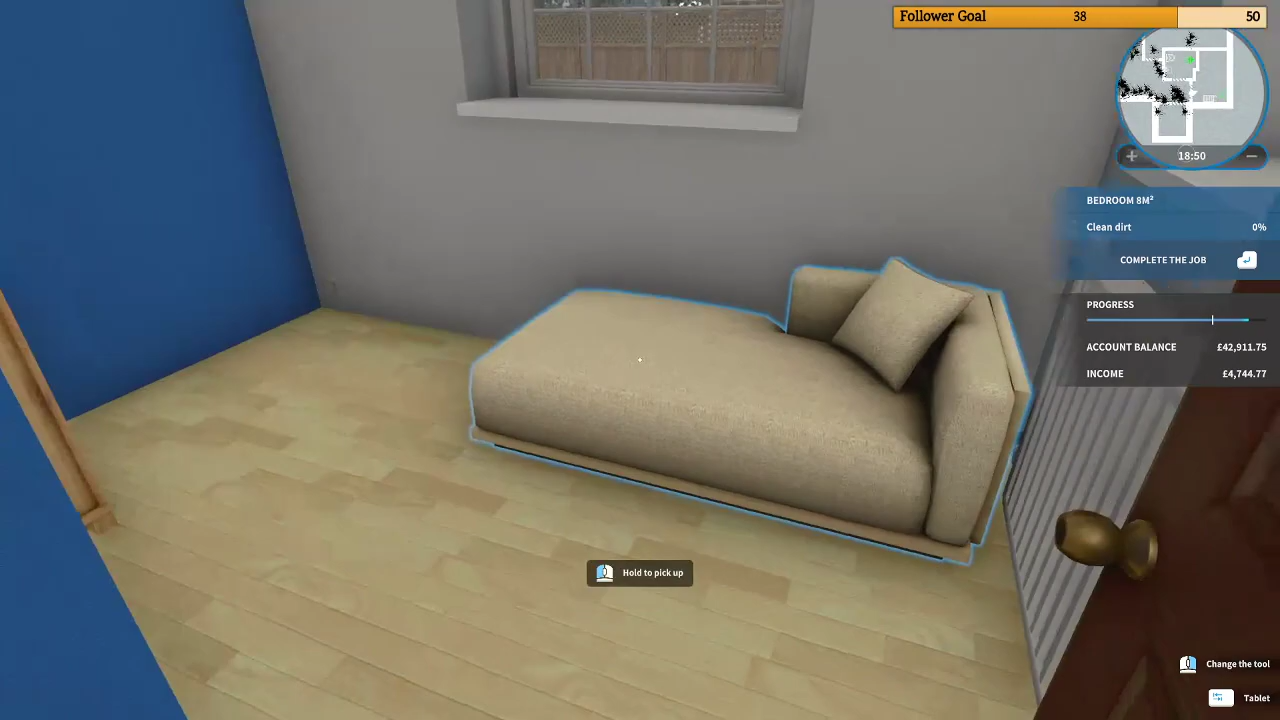 Follower Goal 38 50
18:50
BEDROOM 8M²
Clean dirt 0%
COMPLETE THE JOB
PROGRESS
ACCOUNT BALANCE £42,911.75
INCOME £4,744.77
Hold to pick up
Change the tool
Tablet